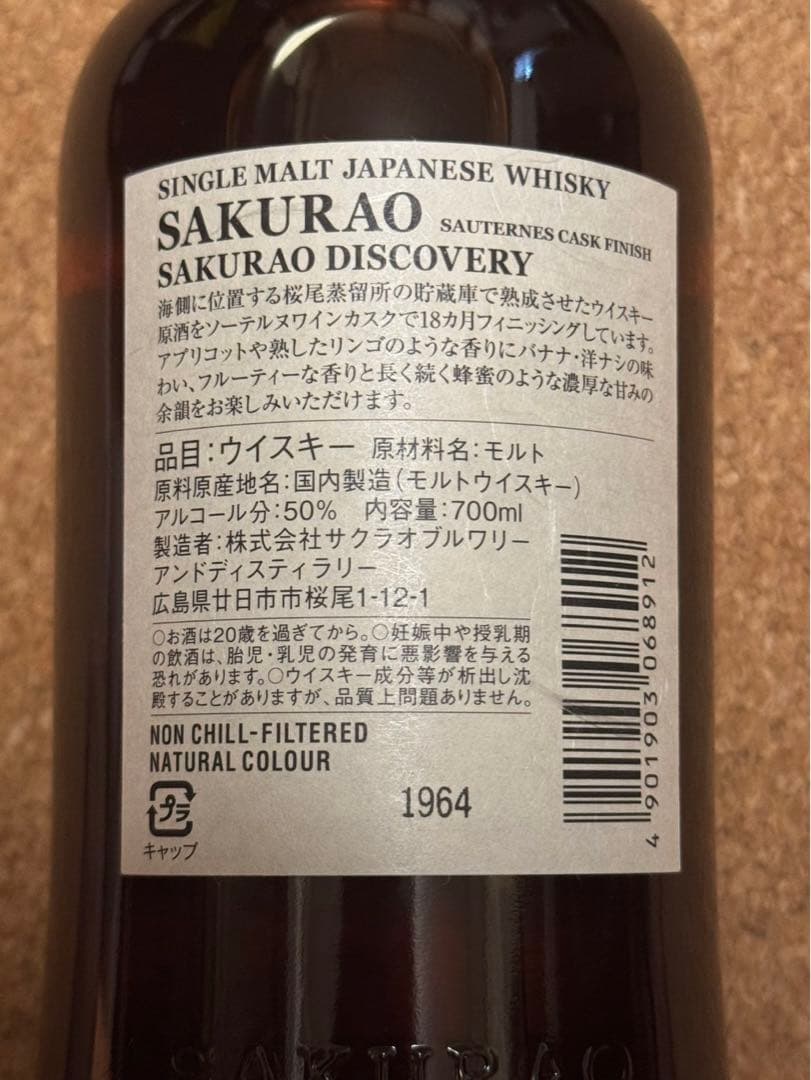 SINGLE MALT JAPANESE WHISKY
SAKURAO SAUTERNES CASK FINISH
SAKURAO DISCOVERY
海側に位置する桜尾蒸留所の貯蔵庫で熟成させたウイスキー
原酒をソーテルヌワインカスクで18カ月フィニッシングしています。
アプリコットや熟したリンゴのような香りにバナナ・洋ナシの味
わい、フルーティーな香りと長く続く蜂蜜のような濃厚な甘みの
余韻をお楽しみいただけます。
品目:ウイスキー 原材料名:モルト
原料原産地名:国内製造(モルトウイスキー)
アルコール分:50% 内容量:700ml
製造者:株式会社サクラオブルワリー
アンドディスティラリー
広島県廿日市市桜尾1-12-1
○お酒は20歳を過ぎてから。○妊娠中や授乳期
の飲酒は、胎児・乳児の発育に悪影響を与える
恐れがあります。○ウイスキー成分等が析出し沈
殿することがありますが、品質上問題ありません。
NON CHILL-FILTERED
NATURAL COLOUR
プラ
キャップ
1964
4 901903 068912
SAKURAO